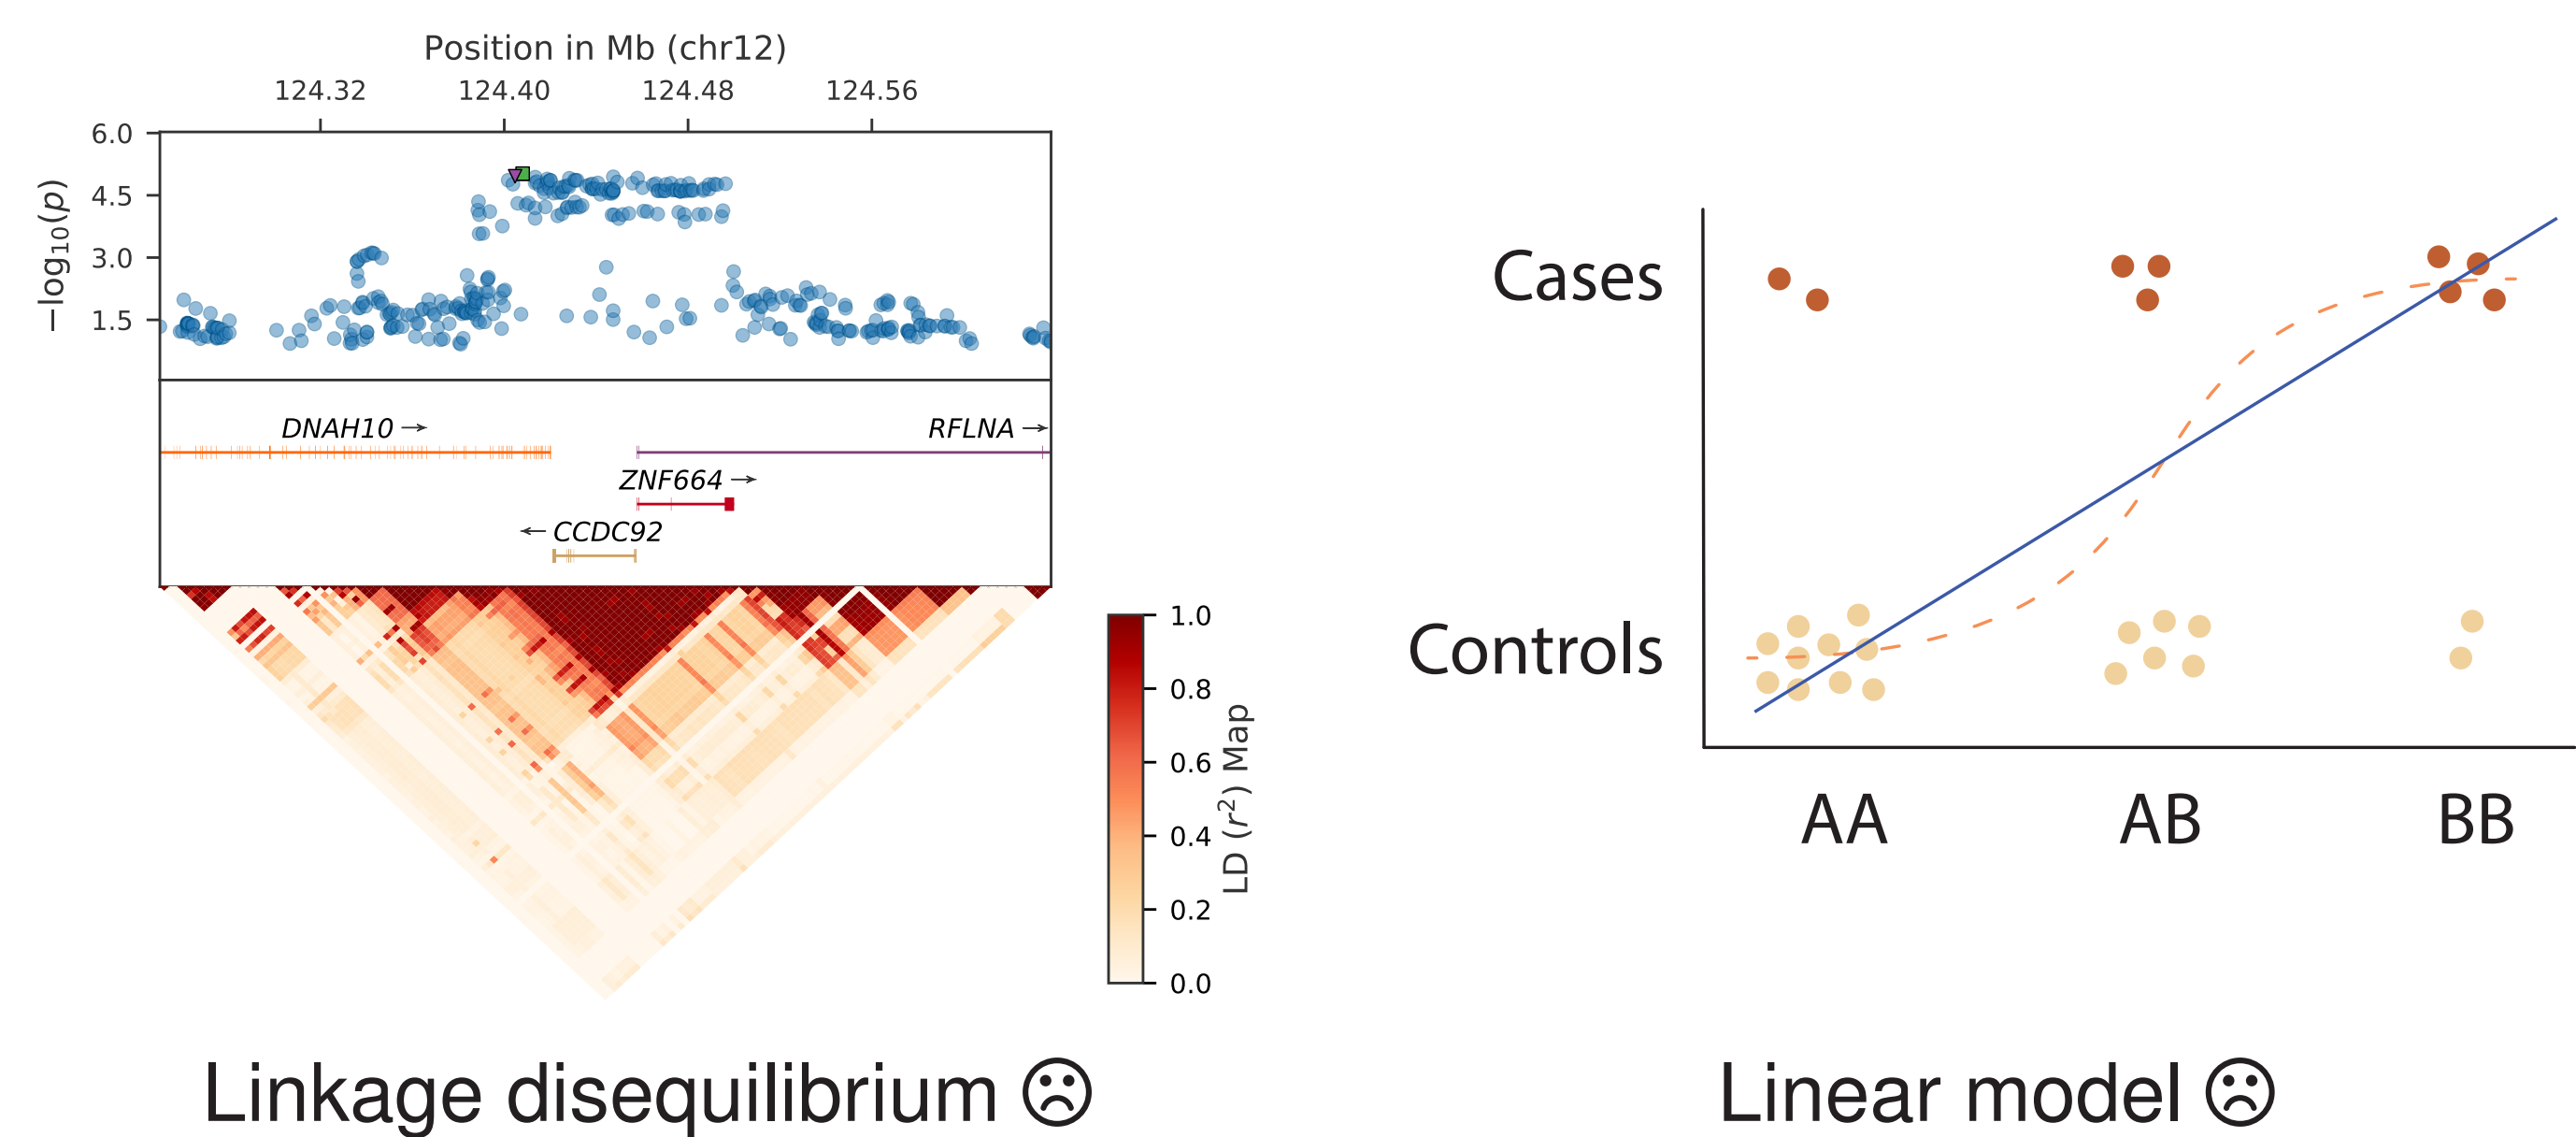 Position in Mb (chr12)
124.32 124.40 124.48 124.56
6.0
4.5
3.0
1.5
−log10(p)
DNAH10 →
RFLNA →
ZNF664 →
← CCDC92
1.0
0.8
0.6
0.4
0.2
0.0
LD (r²) Map
Linkage disequilibrium ☹
Cases
Controls
AA AB BB
Linear model ☹